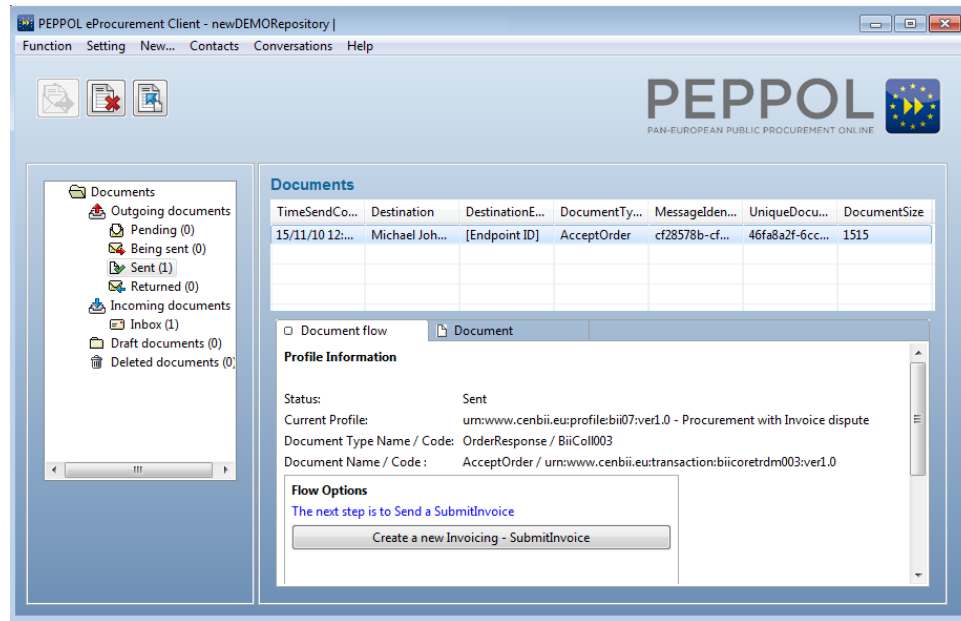 PEPPOL eProcurement Client - newDEMORepository |
Function Setting New... Contacts Conversations Help
PEPPOL
PAN-EUROPEAN PUBLIC PROCUREMENT ONLINE
Documents
Outgoing documents
Pending (0)
Being sent (0)
Sent (1)
Returned (0)
Incoming documents
Inbox (1)
Draft documents (0)
Deleted documents (0)
Documents
TimeSendCo... Destination DestinationE... DocumentTy... MessageIden... UniqueDocu... DocumentSize
15/11/10 12:... Michael Joh... [Endpoint ID] AcceptOrder cf28578b-cf... 46fa8a2f-6cc... 1515
Document flow Document
Profile Information
Status: Sent
Current Profile: urn:www.cenbii.eu:profile:bii07:ver1.0 - Procurement with Invoice dispute
Document Type Name / Code: OrderResponse / BiiColl003
Document Name / Code : AcceptOrder / urn:www.cenbii.eu:transaction:biicoretrdm003:ver1.0
Flow Options
The next step is to Send a SubmitInvoice
Create a new Invoicing - SubmitInvoice